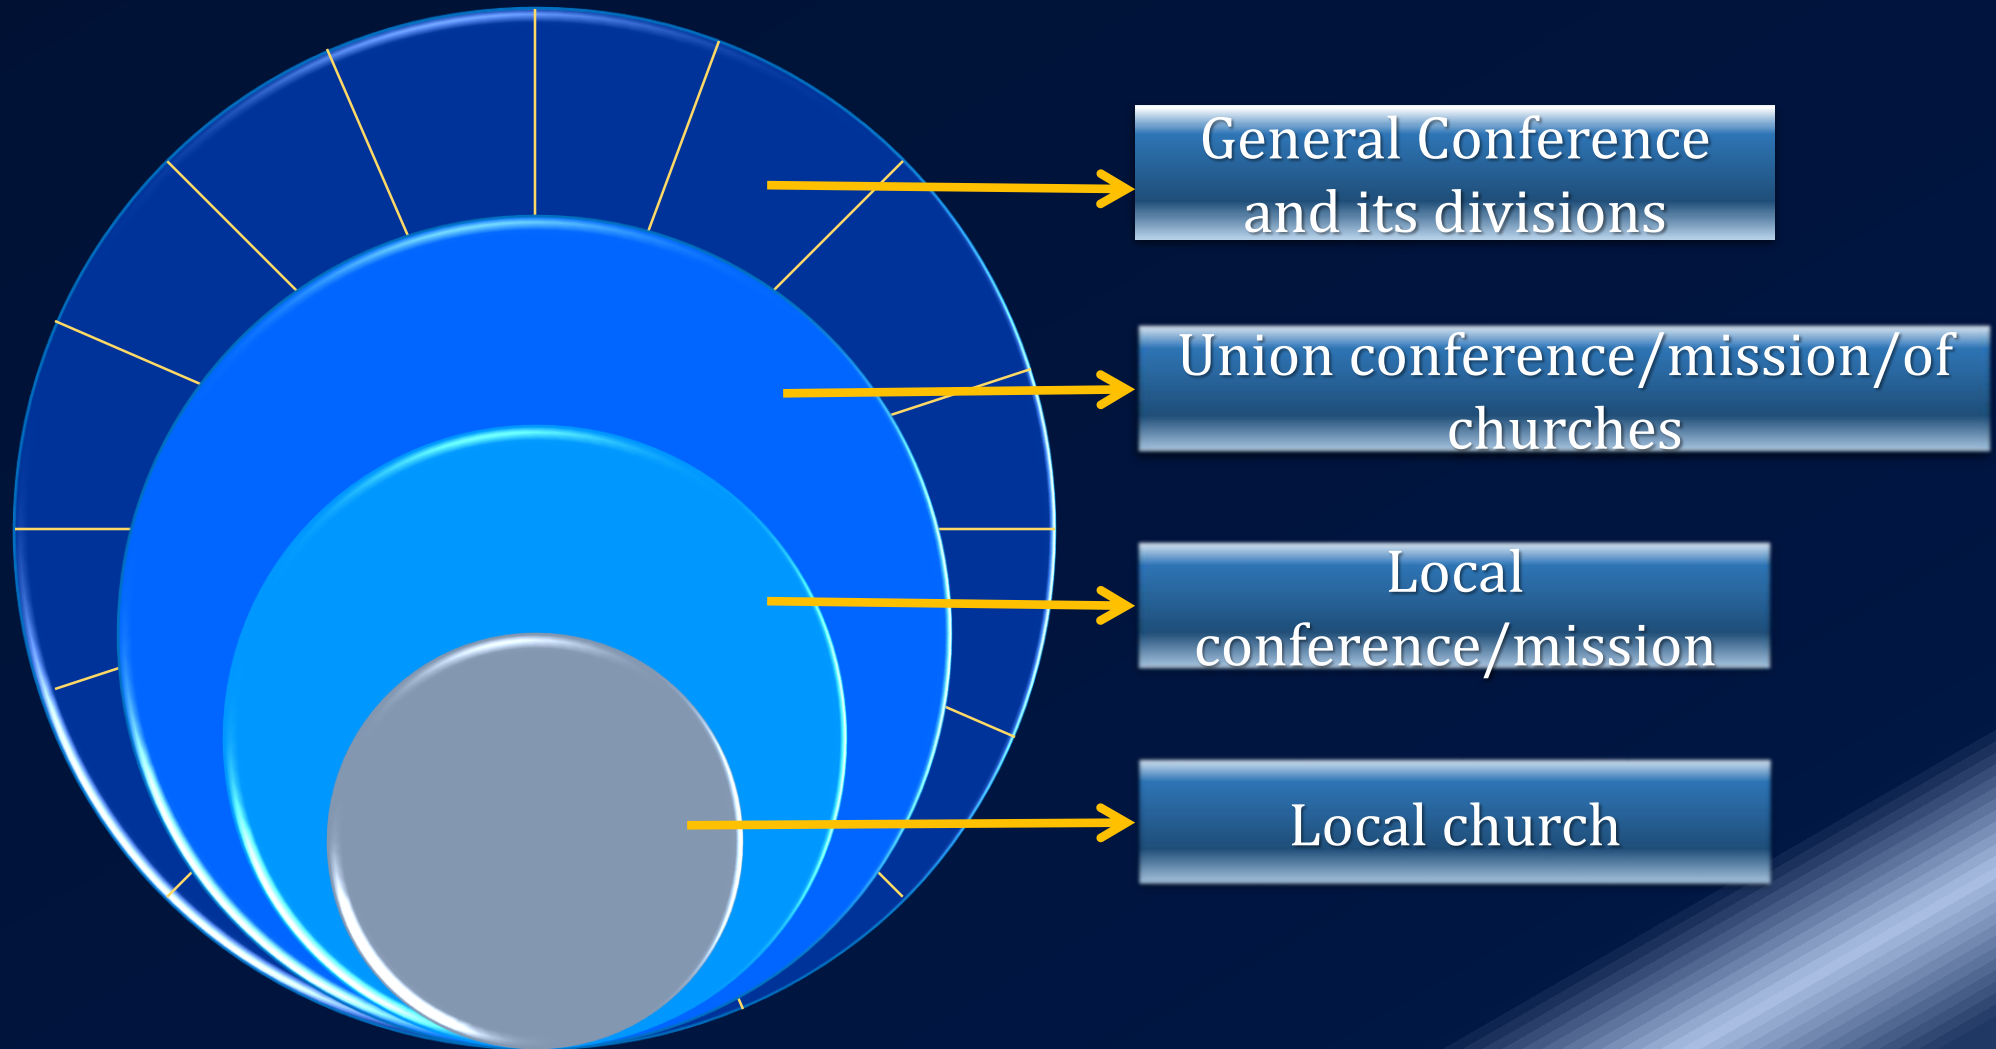 General Conference
and its divisions
Union conference/mission/of
churches
Local
conference/mission
Local church